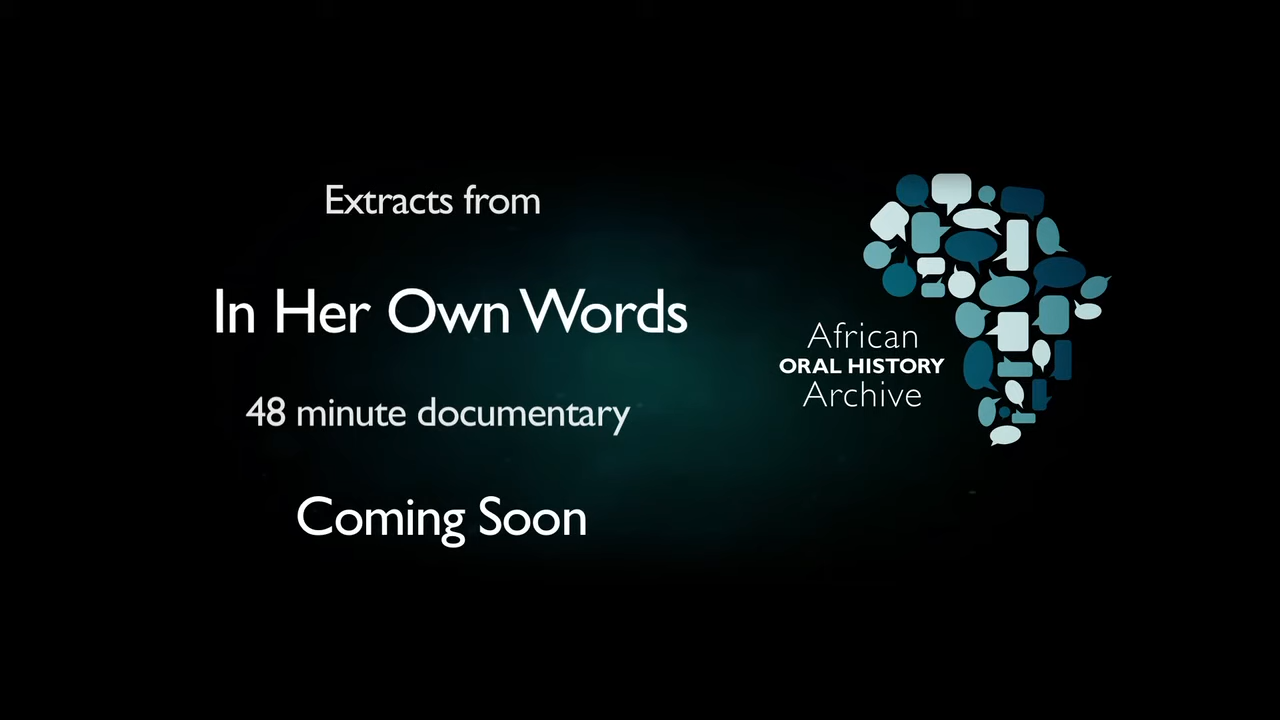 Extracts from
In Her Own Words
48 minute documentary
Coming Soon
African
ORAL HISTORY
Archive